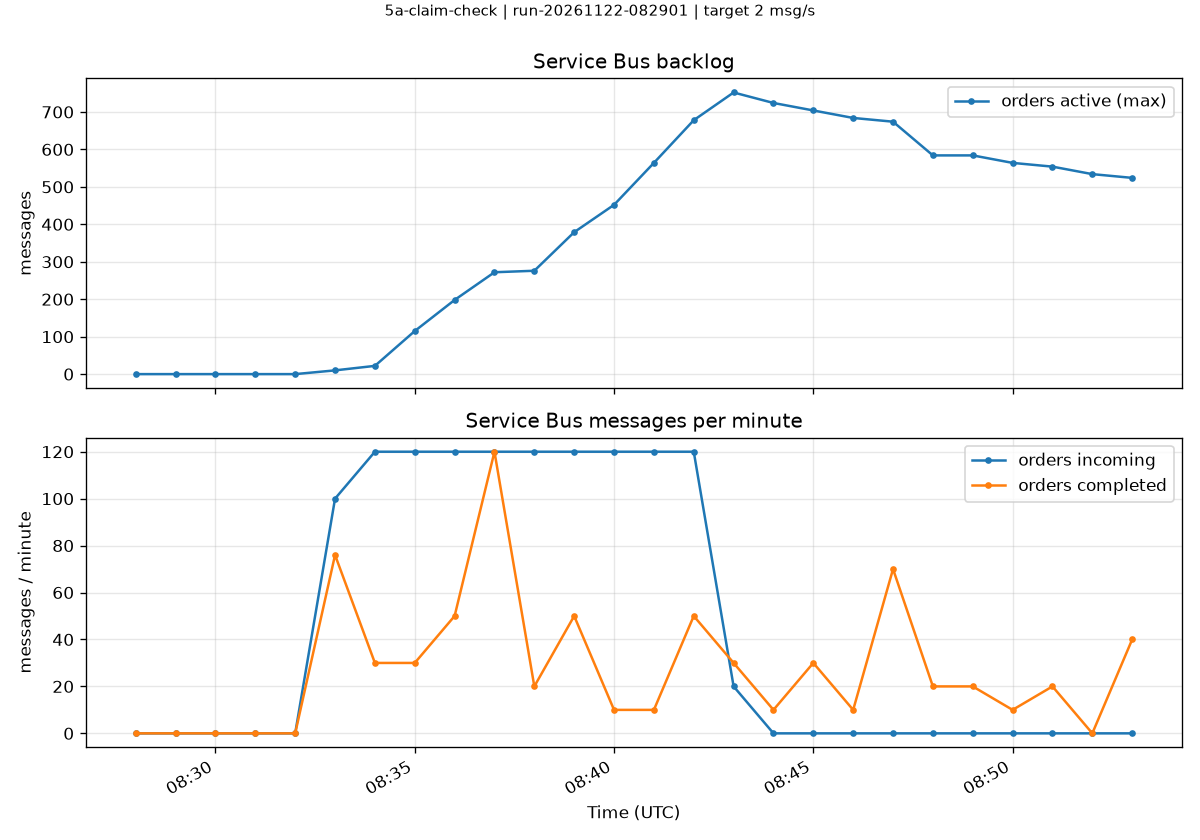 5a-claim-check | run-20261122-082901 | target 2 msg/s
Service Bus backlog
orders active (max)
700
600
500
400
300
200
100
0
messages
Service Bus messages per minute
orders incoming
orders completed
120
100
80
60
40
20
0
messages / minute
08:30
08:35
08:40
08:45
08:50
Time (UTC)